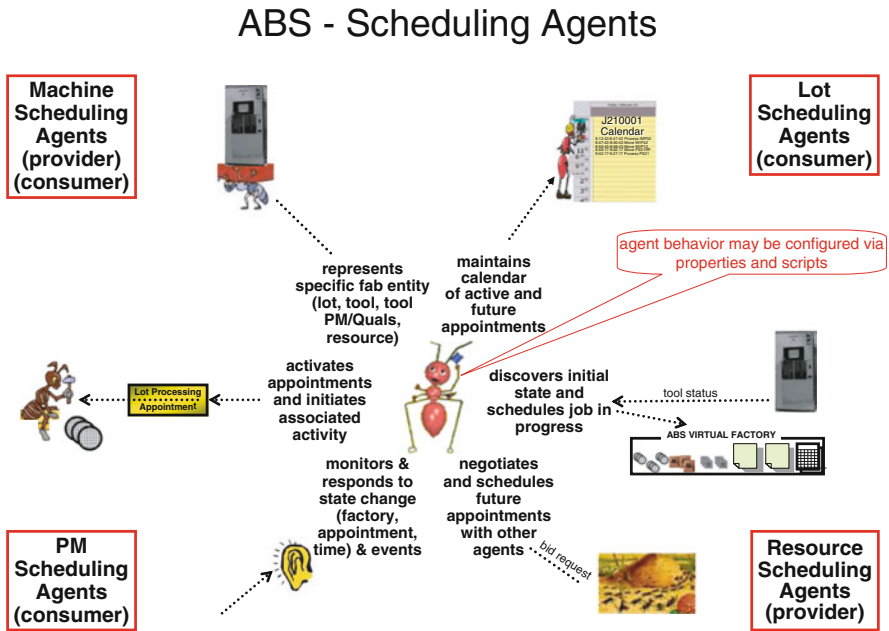 ABS - Scheduling Agents
Machine
Scheduling
Agents
(provider)
(consumer)
J210001
Calendar
Lot
Scheduling
Agents
(consumer)
agent behavior may be configured via
properties and scripts
represents
specific fab entity
(lot, tool, tool
PM/Quals,
resource)
maintains
calendar
of active and
future
appointments
activates
appointments
and initiates
associated
activity
Lot Processing
Appointment
discovers initial
state and
schedules job in
progress
tool status
ABS VIRTUAL FACTORY
monitors &
responds to
state change
(factory,
appointment,
time) & events
negotiates
and schedules
future
appointments
with other
agents
bid request
PM
Scheduling
Agents
(consumer)
Resource
Scheduling
Agents
(provider)